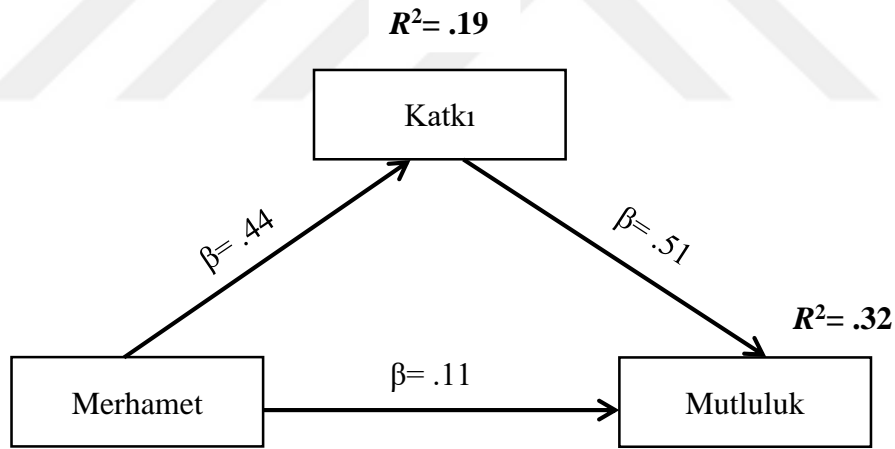 R²= .19
Katkı
β= .44
β= .51
R²= .32
Merhamet
β= .11
Mutluluk